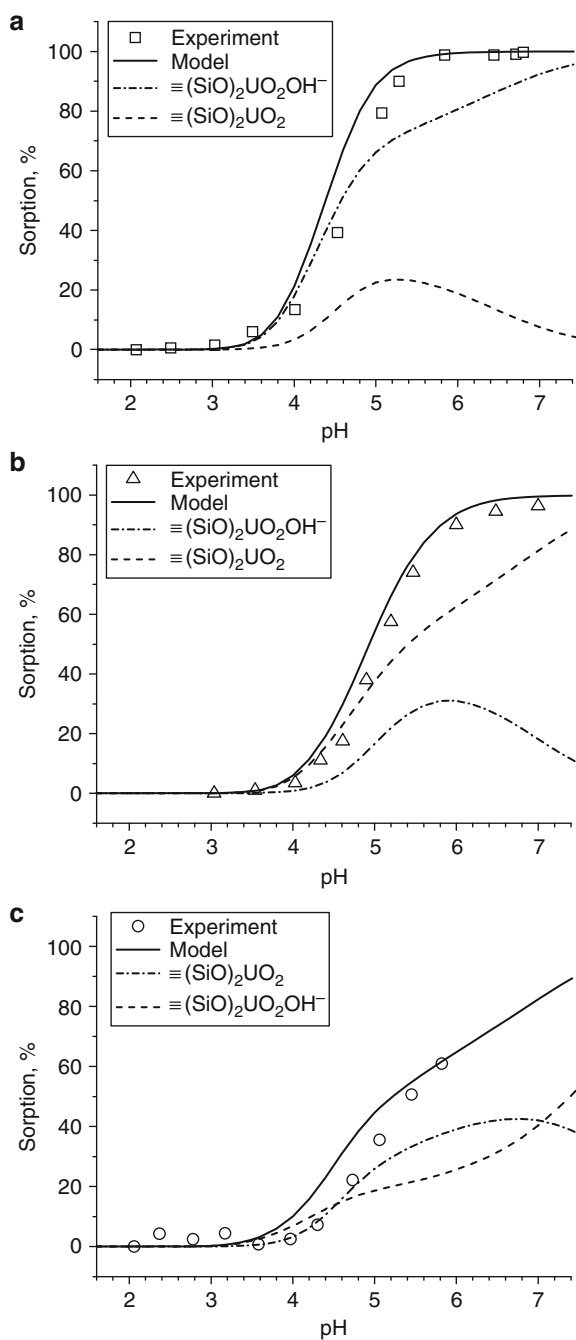 a
Experiment
Model
≡(SiO)₂UO₂OH⁻
≡(SiO)₂UO₂
100
80
60
40
20
0
Sorption, %
2 3 4 5 6 7
pH
b
Experiment
Model
≡(SiO)₂UO₂OH⁻
≡(SiO)₂UO₂
100
80
60
40
20
0
Sorption, %
2 3 4 5 6 7
pH
c
Experiment
Model
≡(SiO)₂UO₂
≡(SiO)₂UO₂OH⁻
100
80
60
40
20
0
Sorption, %
2 3 4 5 6 7
pH